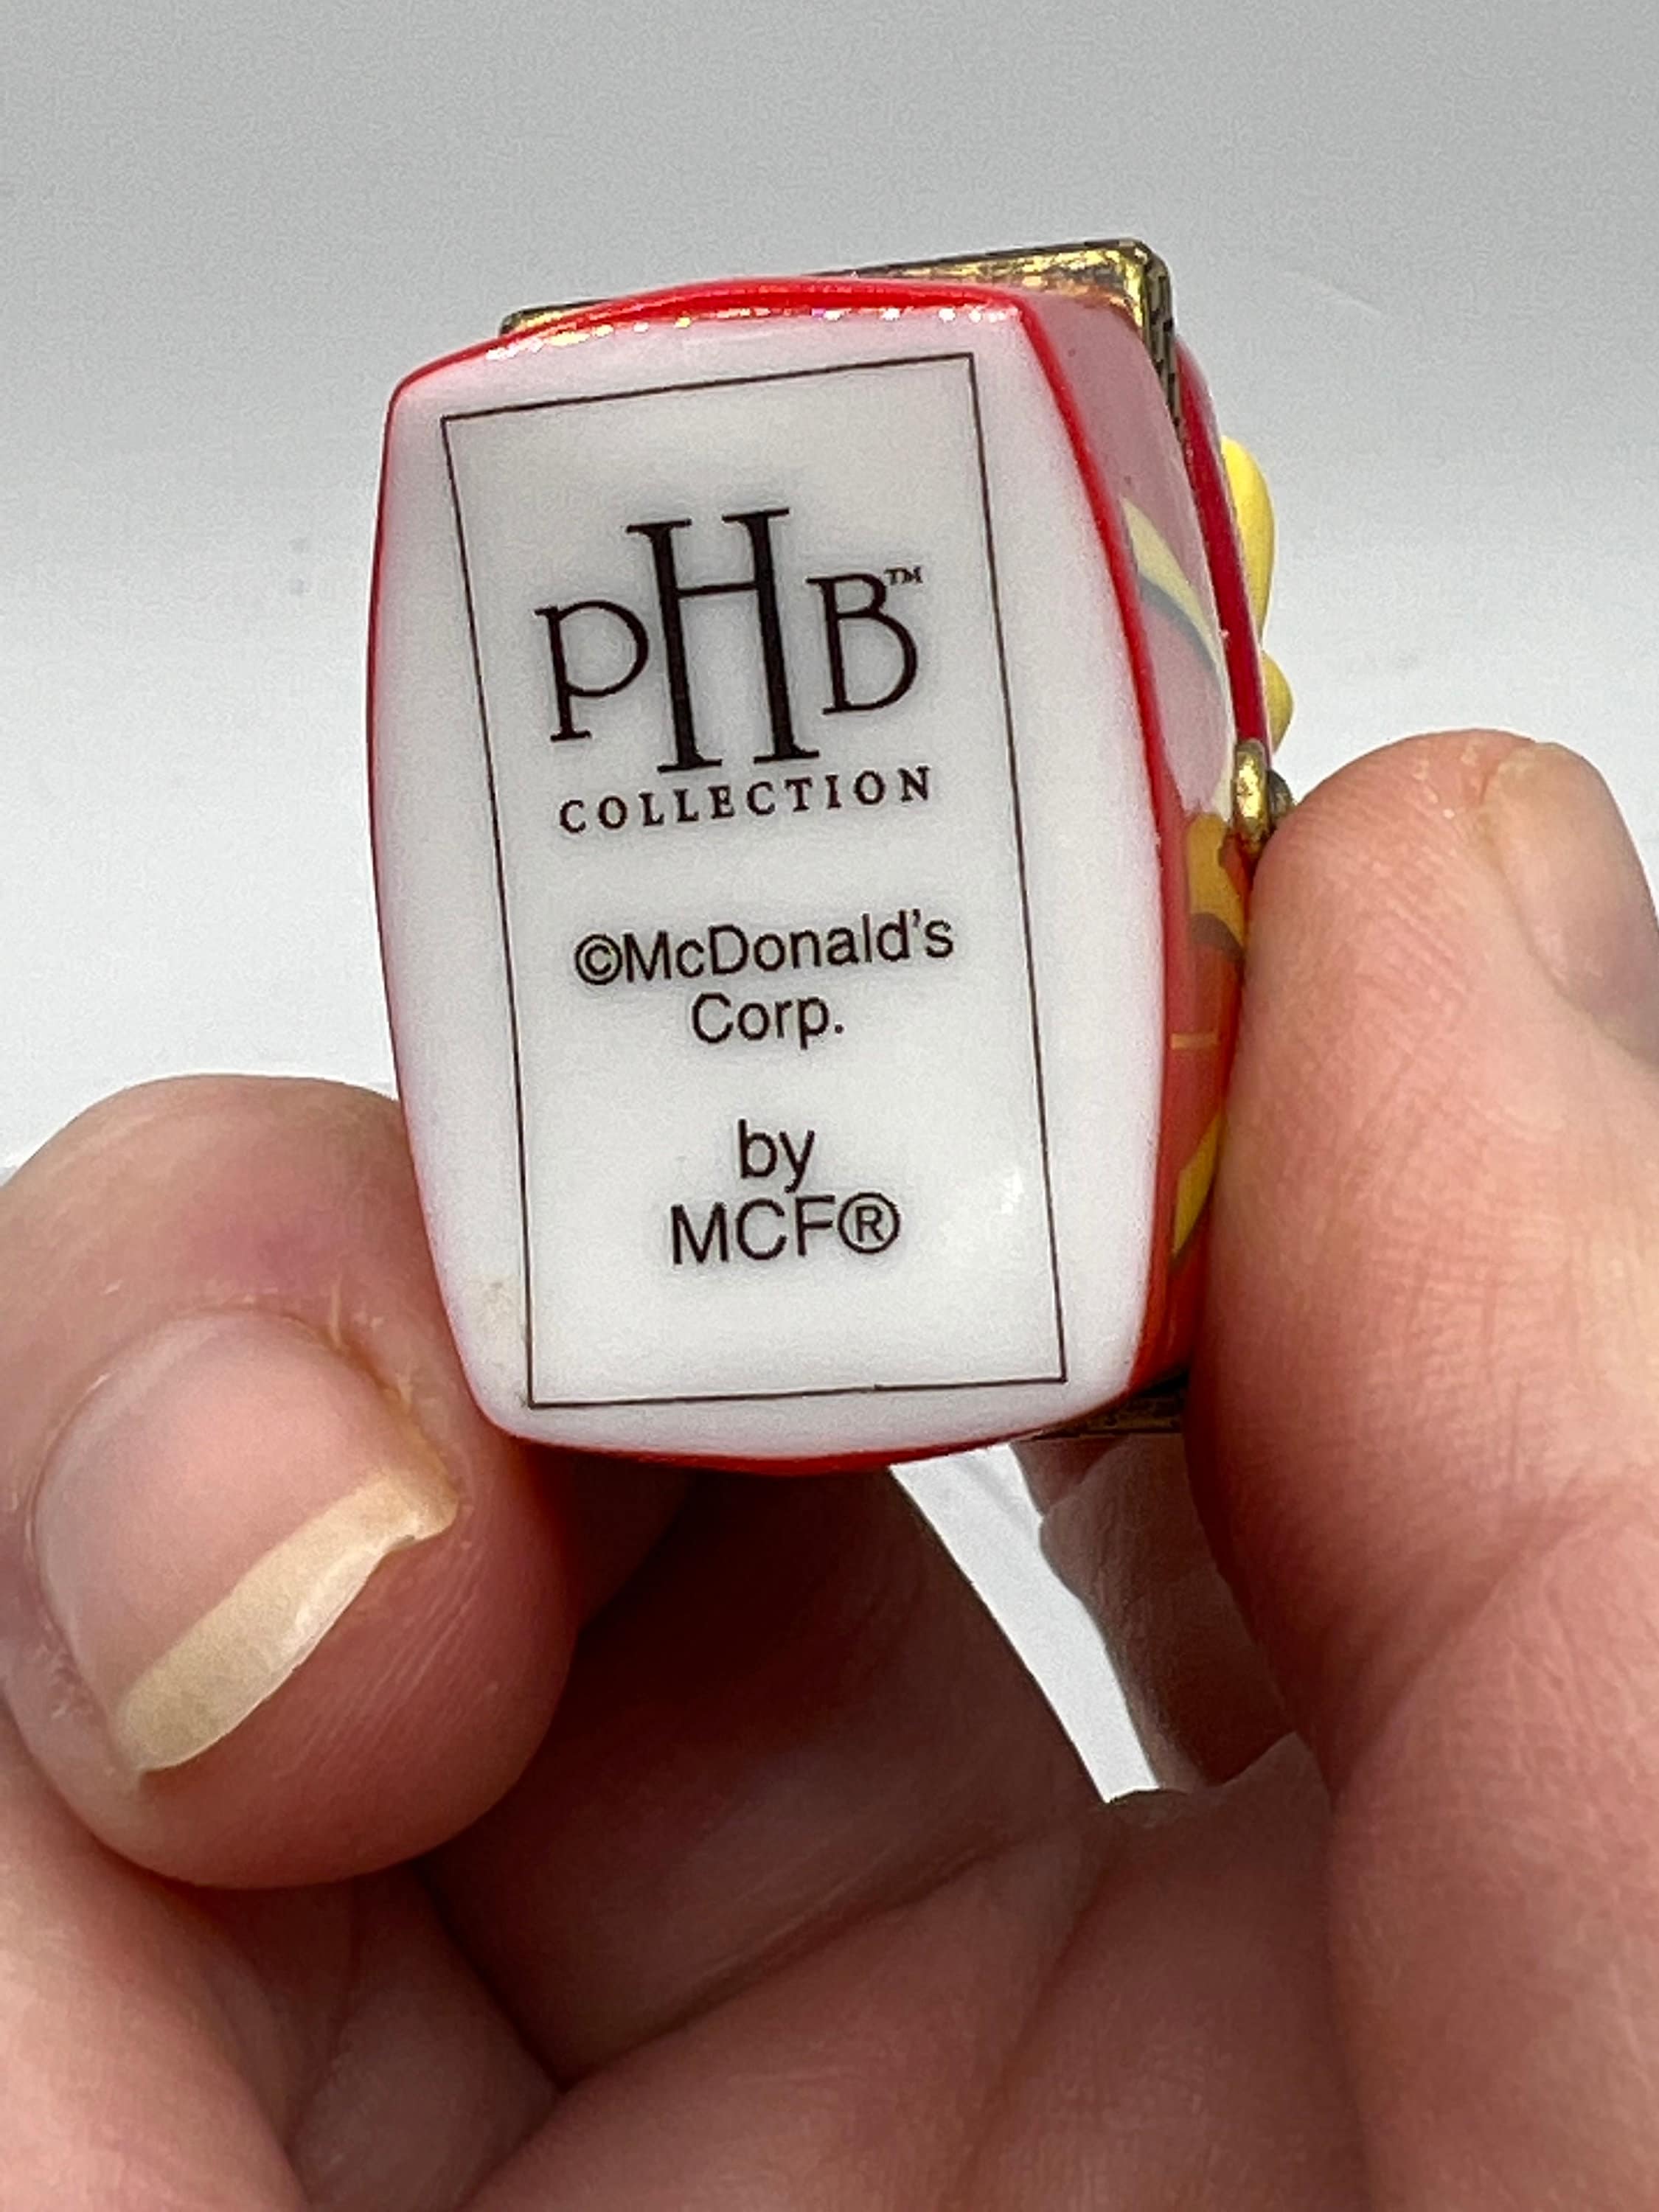 PHB™
COLLECTION
©McDonald's
Corp.
by
MCF®